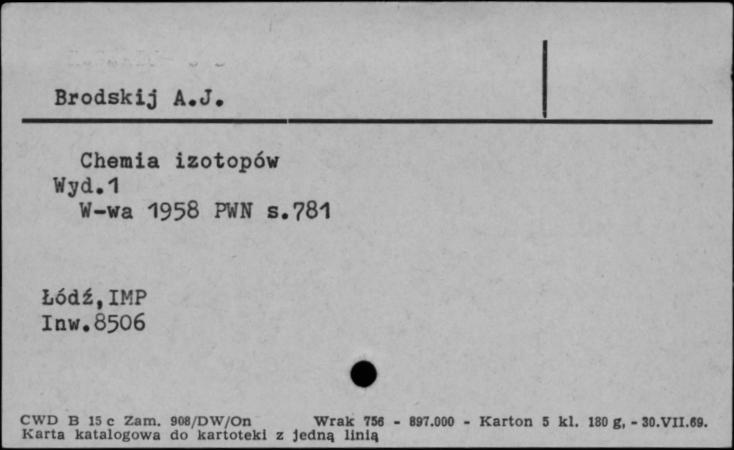 Brodskij A.J.
Chemia izotopów
Wyd.1
W-wa 1958 PWN s.781
Łódź,IMP
Inw.8506
CWD B 15 c Zam. 908/DW/On Wrak 756 - 897.000 - Karton 5 kl. 180 g, - 30.VII.69.
Karta katalogowa do kartoteki z jedną linią